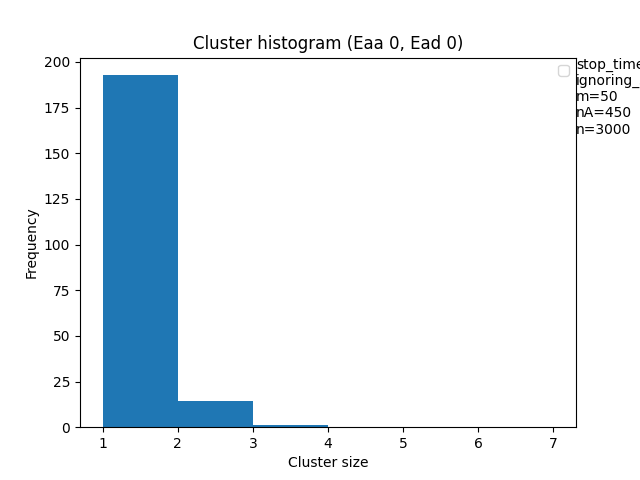 Cluster histogram (Eaa 0, Ead 0)
200
175
150
125
100
75
50
25
0
Frequency
1 2 3 4 5 6 7
Cluster size
stop_time
ignoring_
m=50
nA=450
n=3000